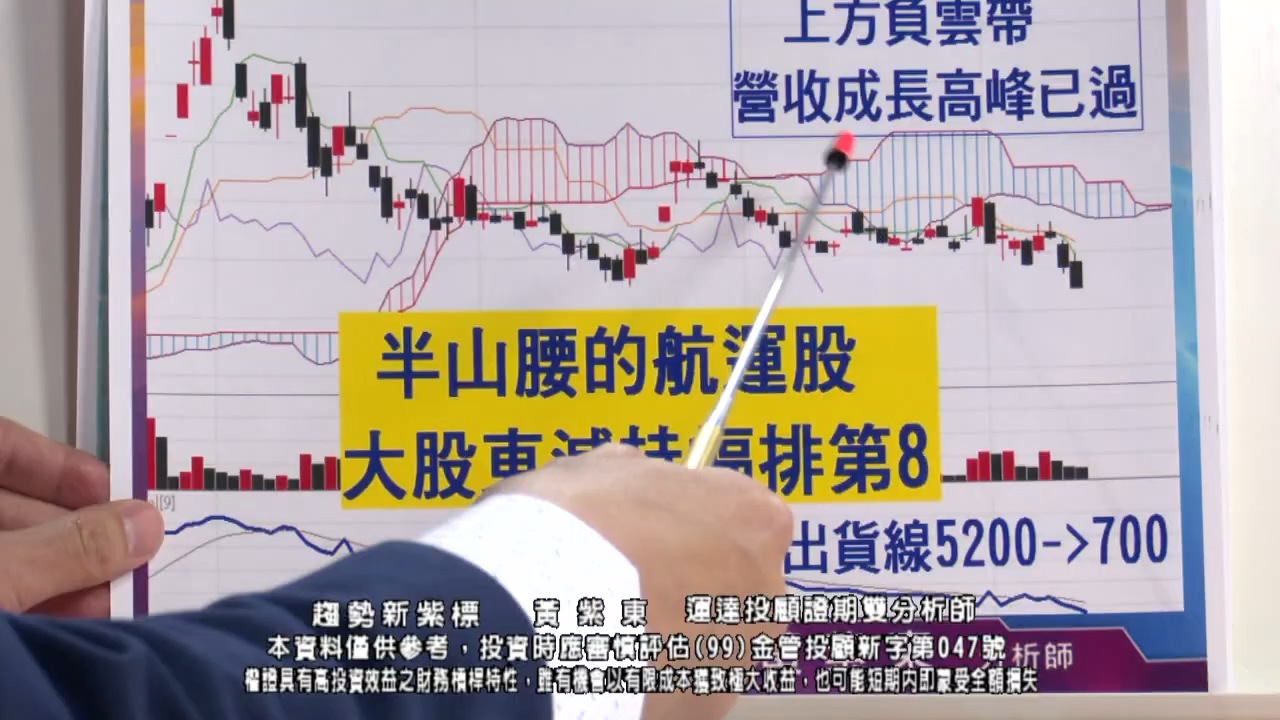 上方負雲帶
營收成長高峰已過
半山腰的航運股
大股東減持幅排第8
[9]
出貨線5200->700
趨勢新紫標 黃紫東 運達投顧證期雙分析師
本資料僅供參考，投資時應審慎評估(99)金管投顧新字第047號
分析師
權證具有高投資效益之財務槓桿特性，雖有機會以有限成本獲致極大收益，也可能短期內即蒙受全額損失